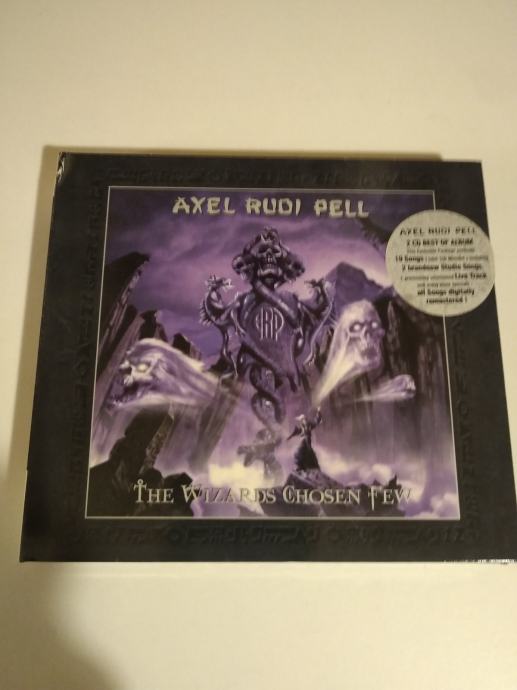 AXEL RUDI PELL
AXEL RUDI PELL
2 CD BEST OF ALBUM
19 Songs
2 brandnew Studio Songs,
Live Track
all Songs digitally
remastered !
ARP
THE WIZARDS CHOSEN FEW